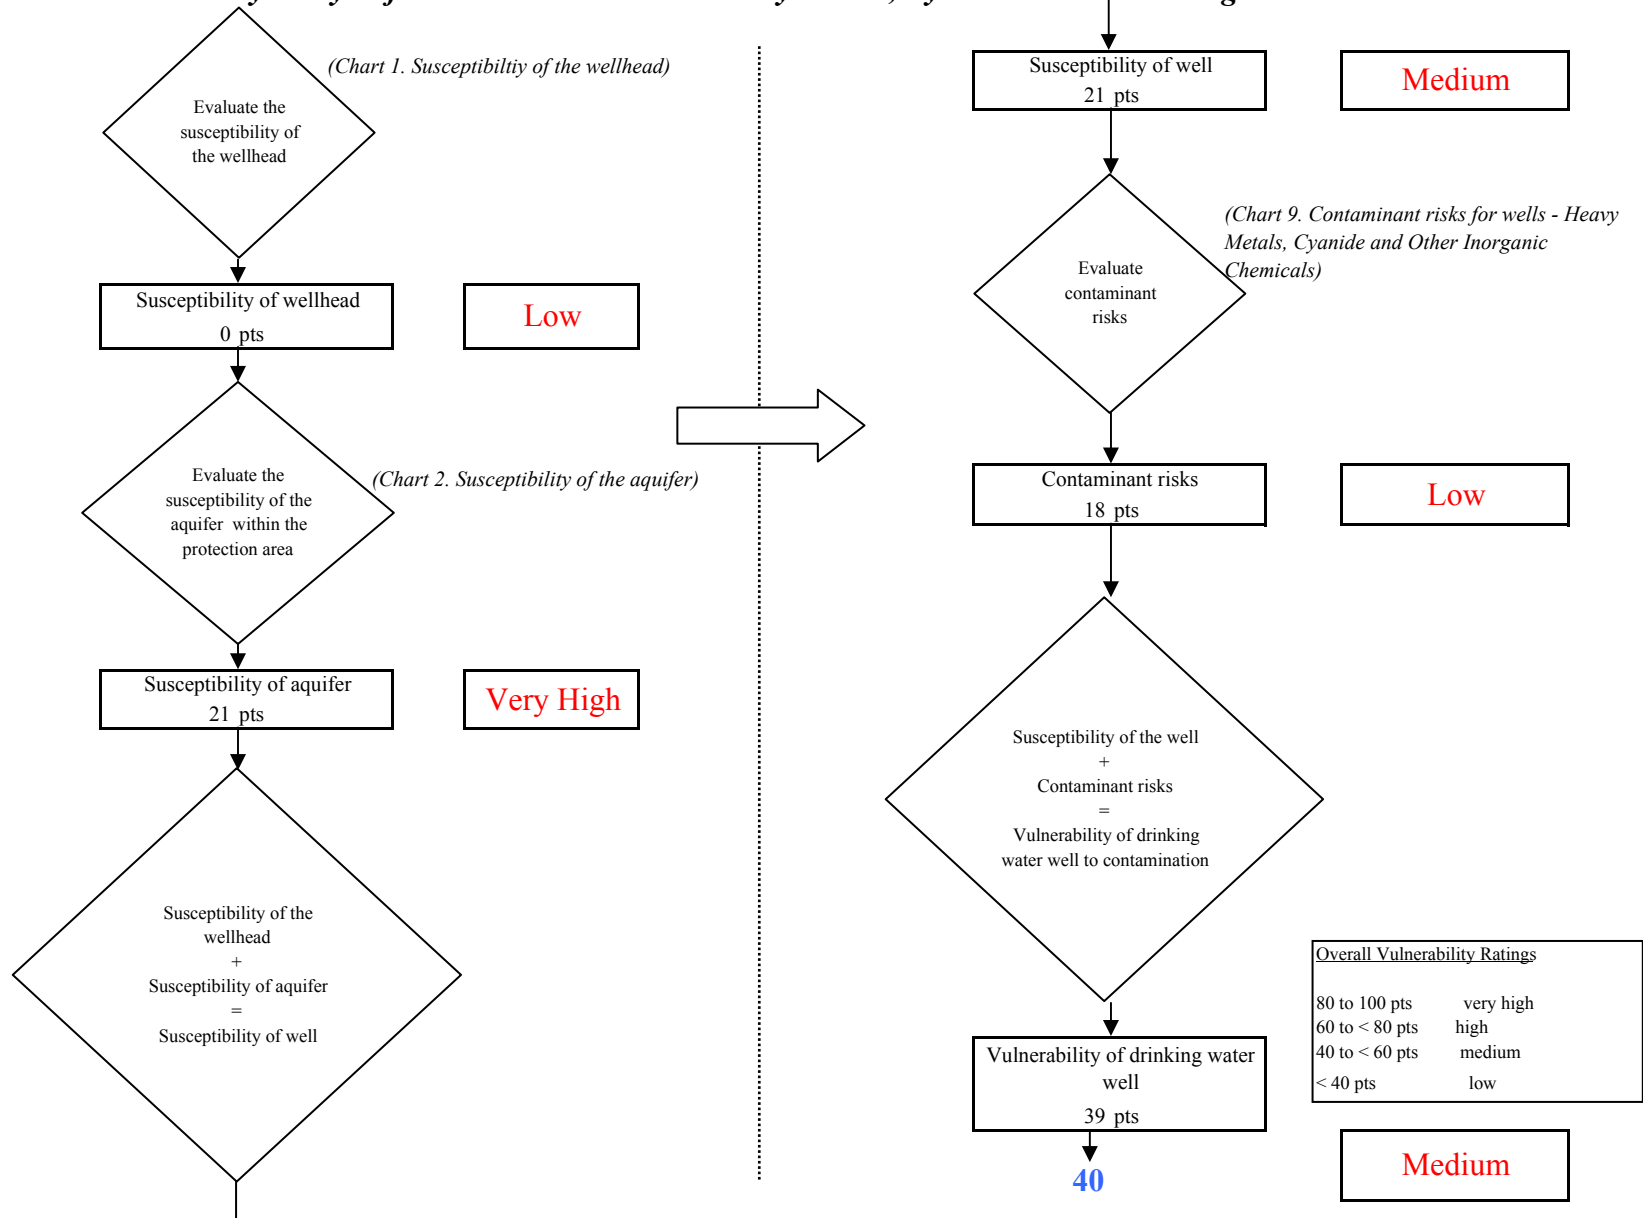 (Chart 1. Susceptibiltiy of the wellhead)
Evaluate the
susceptibility of
the wellhead
Susceptibility of wellhead
0 pts
Low
Evaluate the
susceptibility of the
aquifer within the
protection area
(Chart 2. Susceptibility of the aquifer)
Susceptibility of aquifer
21 pts
Very High
Susceptibility of the
wellhead
+
Susceptibility of aquifer
=
Susceptibility of well
Susceptibility of well
21 pts
Medium
(Chart 9. Contaminant risks for wells - Heavy
Metals, Cyanide and Other Inorganic
Chemicals)
Evaluate
contaminant
risks
Contaminant risks
18 pts
Low
Susceptibility of the well
+
Contaminant risks
=
Vulnerability of drinking
water well to contamination
Overall Vulnerability Ratings
80 to 100 pts very high
60 to < 80 pts high
40 to < 60 pts medium
< 40 pts low
Vulnerability of drinking water
well
39 pts
40
Medium